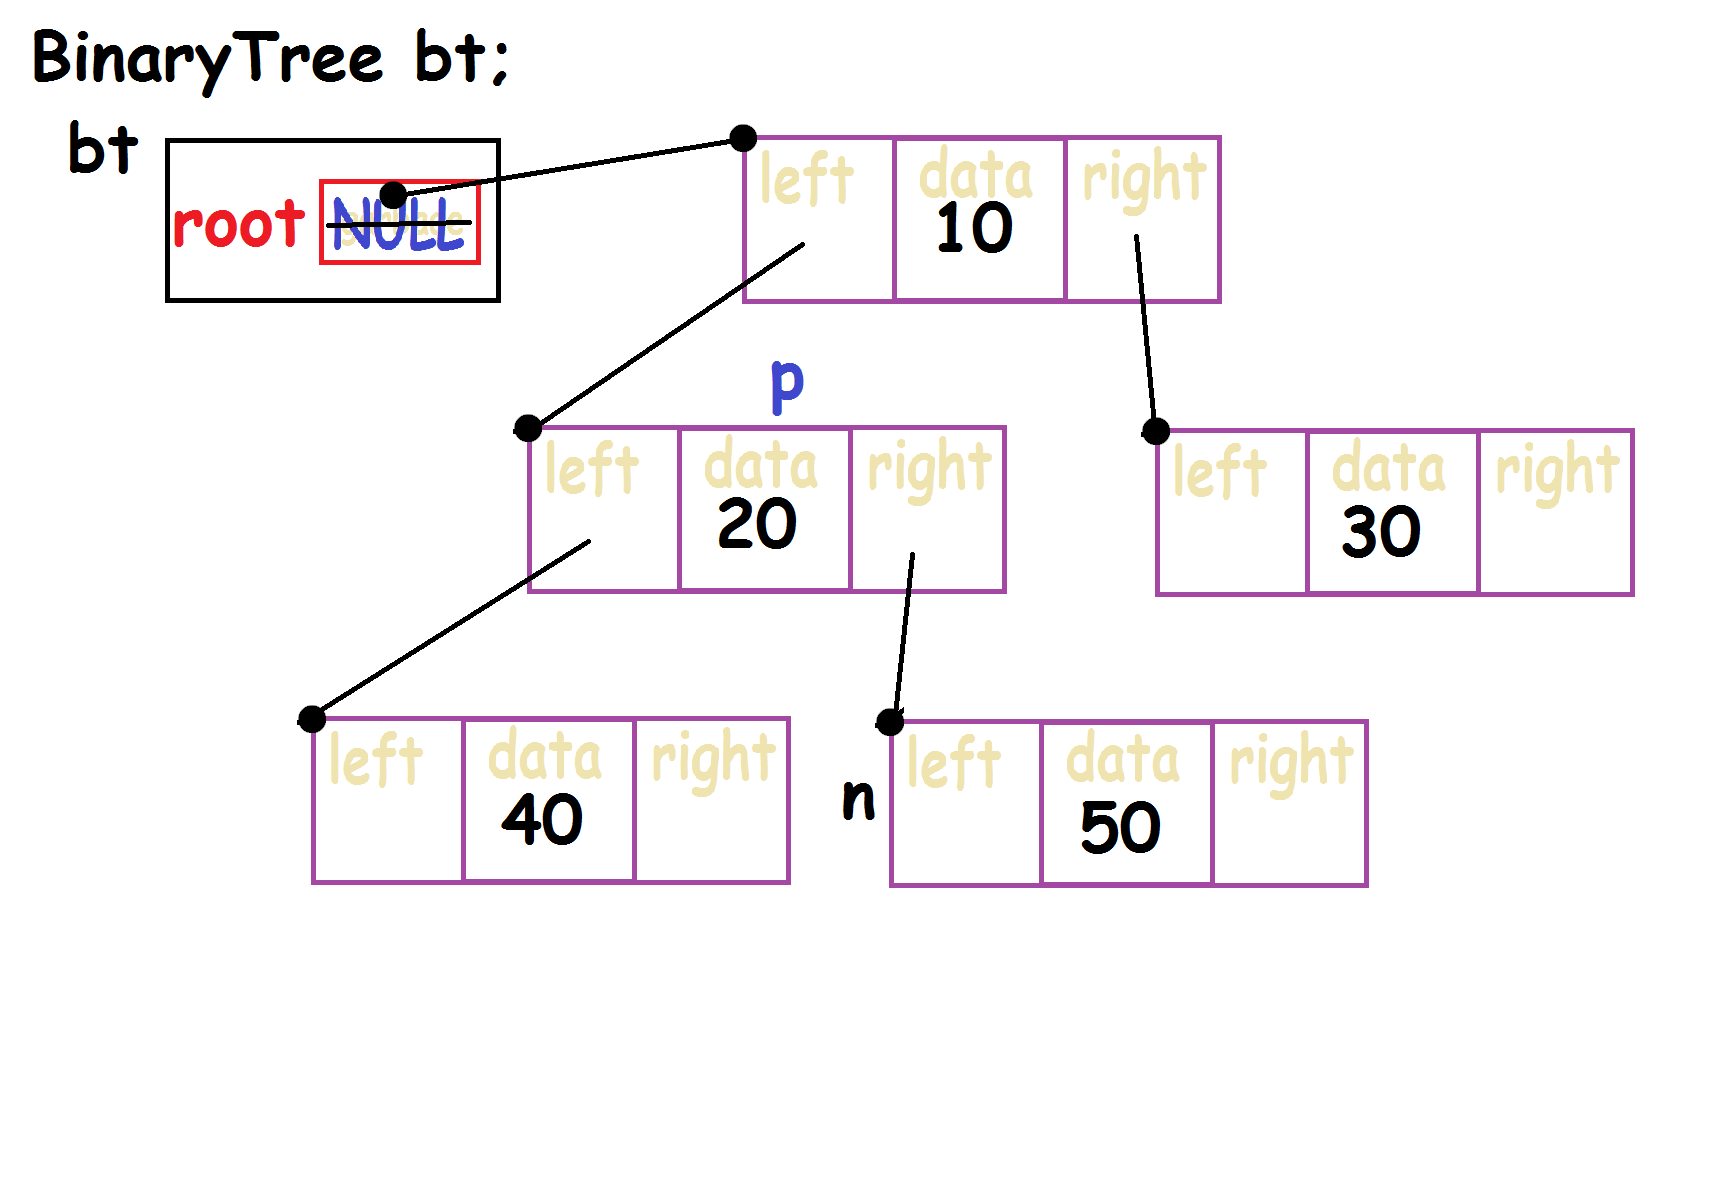 BinaryTree bt;
bt
root NULL
left data right
10
p
left data right
20
left data right
30
left data right
40
n
left data right
50